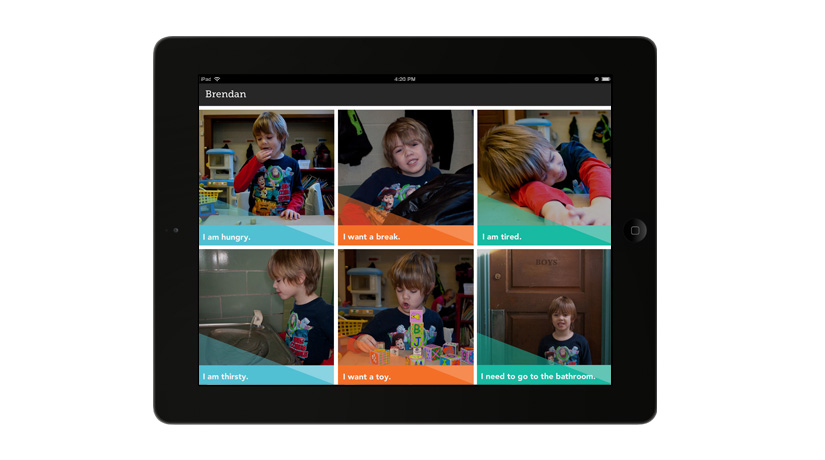 iPad 4:20 PM
Brendan
I am hungry. I want a break. I am tired.
BOYS
I am thirsty. I want a toy. I need to go to the bathroom.